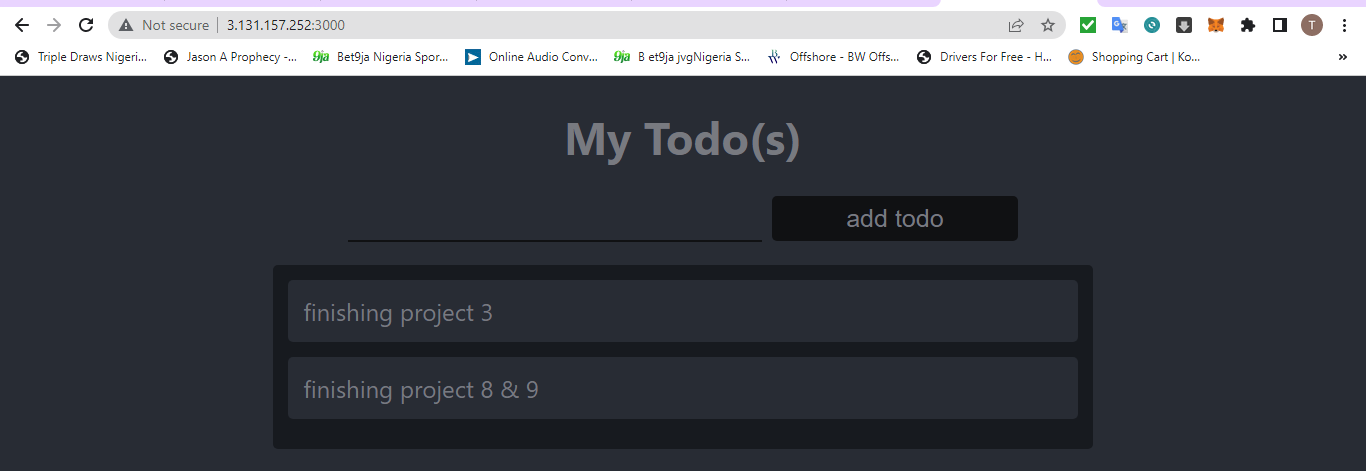 Not secure | 3.131.157.252:3000
T
Triple Draws Nigeri...
Jason A Prophecy -...
9ja Bet9ja Nigeria Spor...
Online Audio Conv...
9ja B et9ja jvgNigeria S...
Offshore - BW Offs...
Drivers For Free - H...
Shopping Cart | Ko...
»
My Todo(s)
add todo
finishing project 3
finishing project 8 & 9